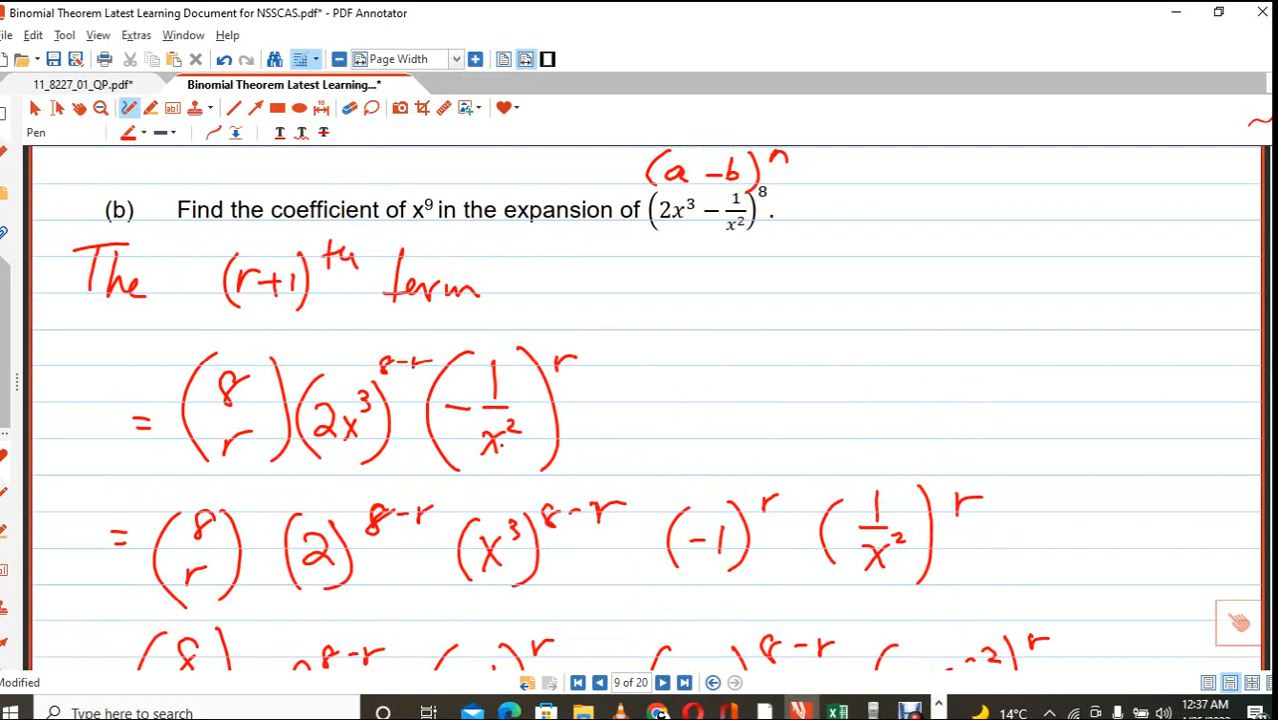 Binomial Theorem Latest Learning Document for NSSCAS.pdf* - PDF Annotator
File Edit Tool View Extras Window Help
Page Width
11_8227_01_QP.pdf* Binomial Theorem Latest Learning...*
Pen
(a - b)^n
(b) Find the coefficient of x^9 in the expansion of (2x^3 - 1/x^2)^8.
The (r+1)^th term
= (8 r) (2x^3)^8-r (- 1/x^2)^r
= (8 r) (2)^8-r (x^3)^8-r (-1)^r (1/x^2)^r
Modified 9 of 20
Type here to search 14°C 12:37 AM